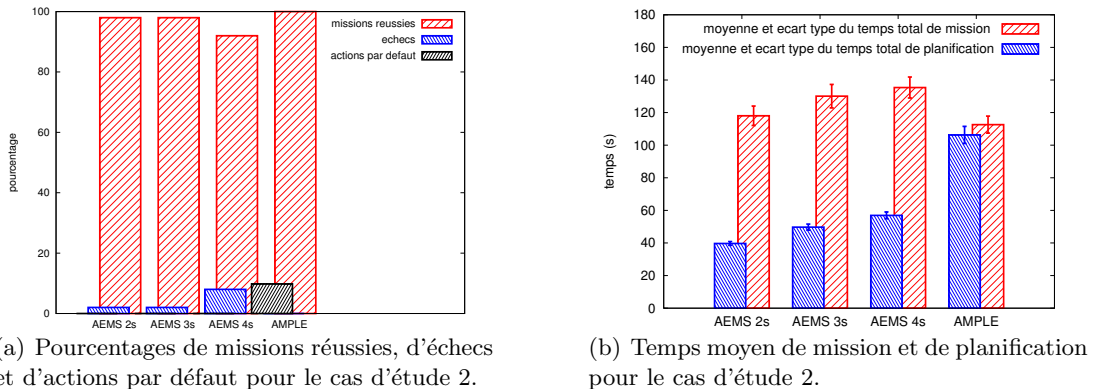 missions reussies
echecs
actions par defaut
pourcentage
100
80
60
40
20
0
AEMS 2s AEMS 3s AEMS 4s AMPLE
(a) Pourcentages de missions réussies, d'échecs
et d'actions par défaut pour le cas d'étude 2.
moyenne et ecart type du temps total de mission
moyenne et ecart type du temps total de planification
temps (s)
180
160
140
120
100
80
60
40
20
0
AEMS 2s AEMS 3s AEMS 4s AMPLE
(b) Temps moyen de mission et de planification
pour le cas d'étude 2.